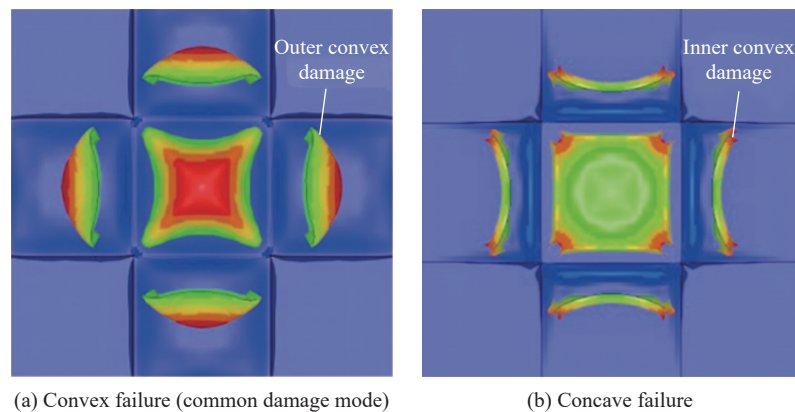 Outer convex
damage
Inner convex
damage
(a) Convex failure (common damage mode)
(b) Concave failure